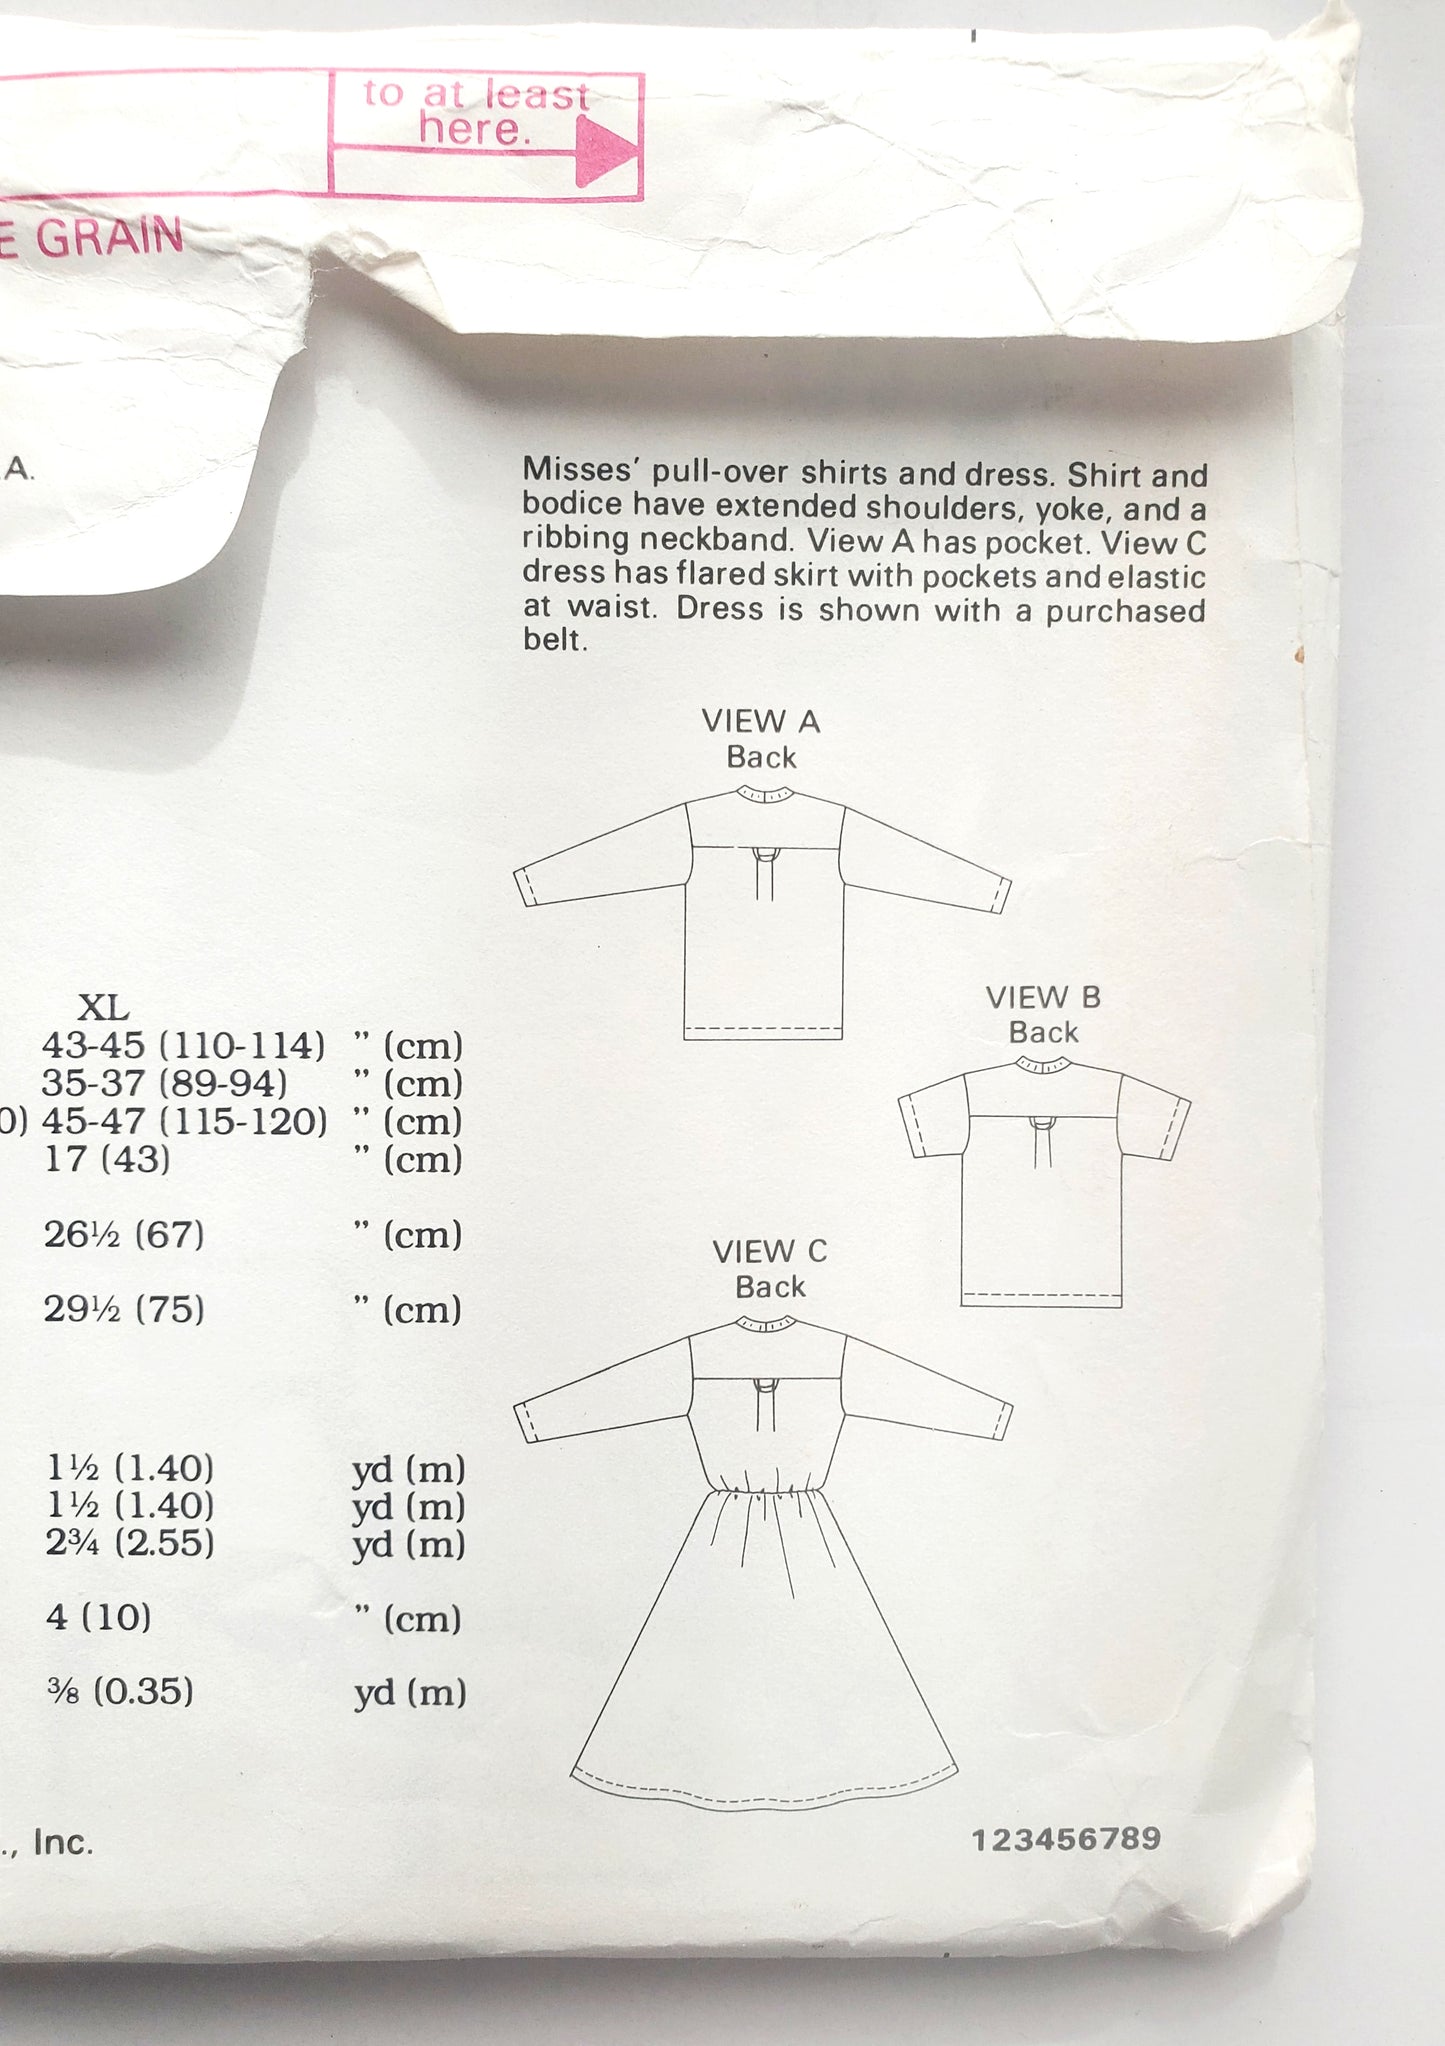 to at least
here.
E GRAIN
A.
Misses’ pull-over shirts and dress. Shirt and
bodice have extended shoulders, yoke, and a
ribbing neckband. View A has pocket. View C
dress has flared skirt with pockets and elastic
at waist. Dress is shown with a purchased
belt.
VIEW A
Back
VIEW B
Back
VIEW C
Back
XL
43-45 (110-114) ” (cm)
35-37 (89-94) ” (cm)
0) 45-47 (115-120) ” (cm)
17 (43) ” (cm)
26½ (67) ” (cm)
29½ (75) ” (cm)
1½ (1.40) yd (m)
1½ (1.40) yd (m)
2¾ (2.55) yd (m)
4 (10) ” (cm)
⅜ (0.35) yd (m)
., Inc.
123456789